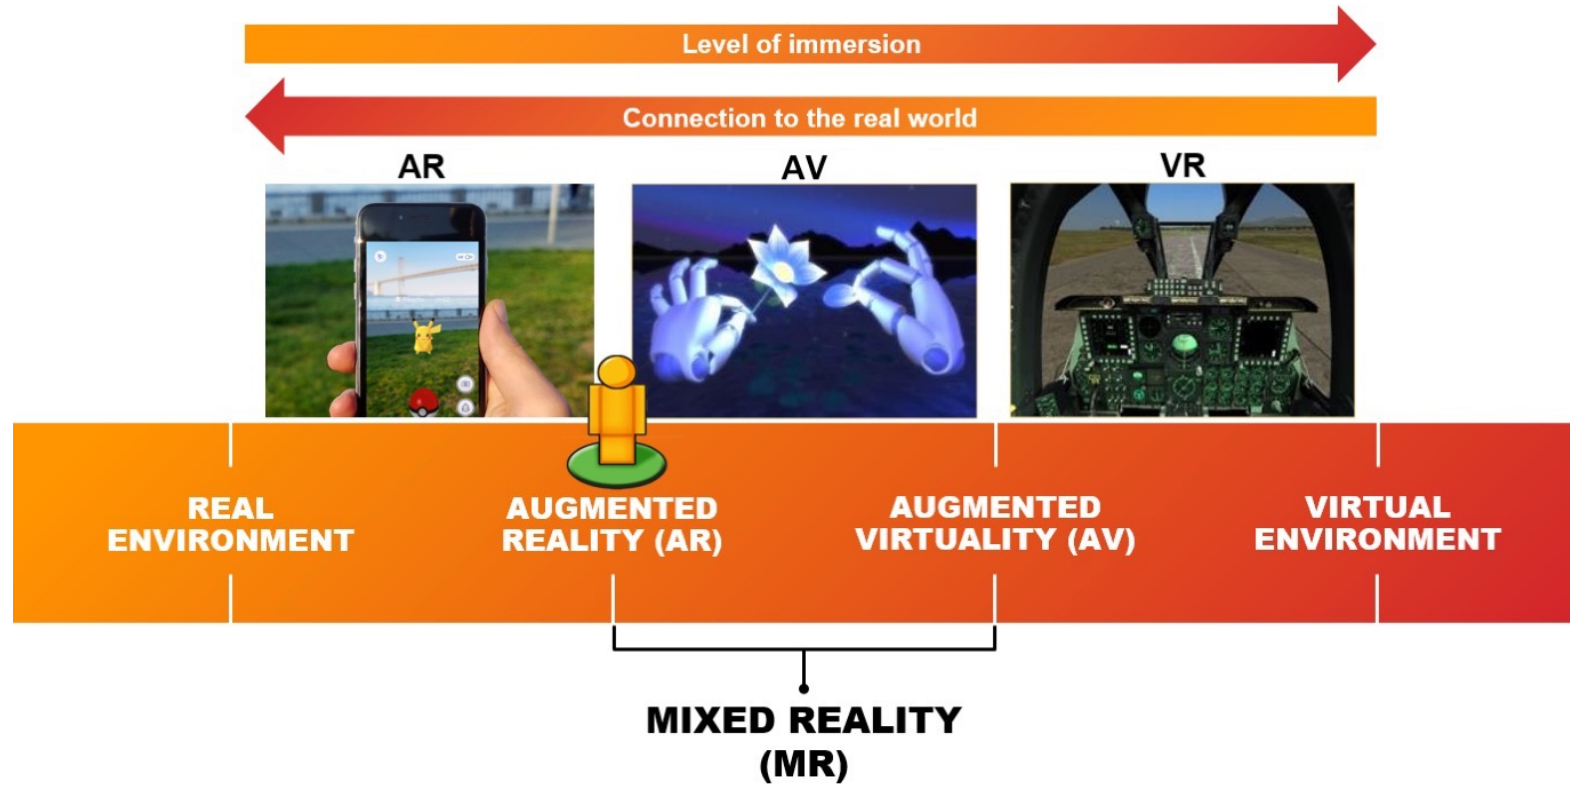 Level of immersion
Connection to the real world
AR
AV
VR
REAL
ENVIRONMENT
AUGMENTED
REALITY (AR)
AUGMENTED
VIRTUALITY (AV)
VIRTUAL
ENVIRONMENT
MIXED REALITY
(MR)